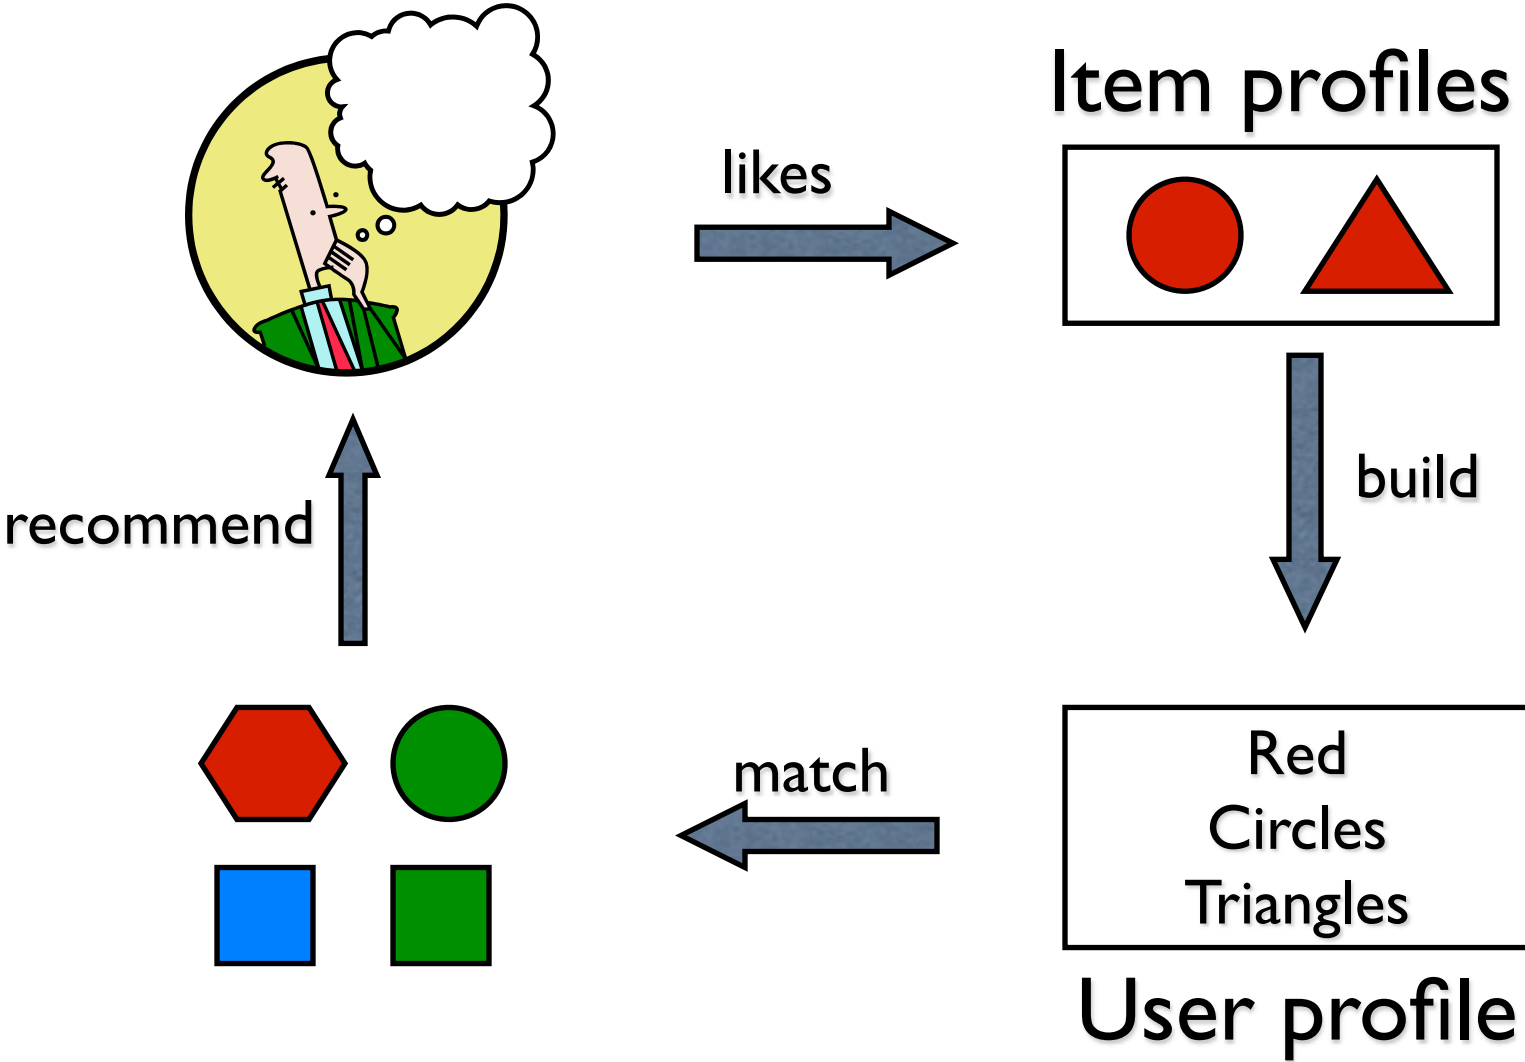 Item profiles
likes
build
recommend
match
Red
Circles
Triangles
User profile